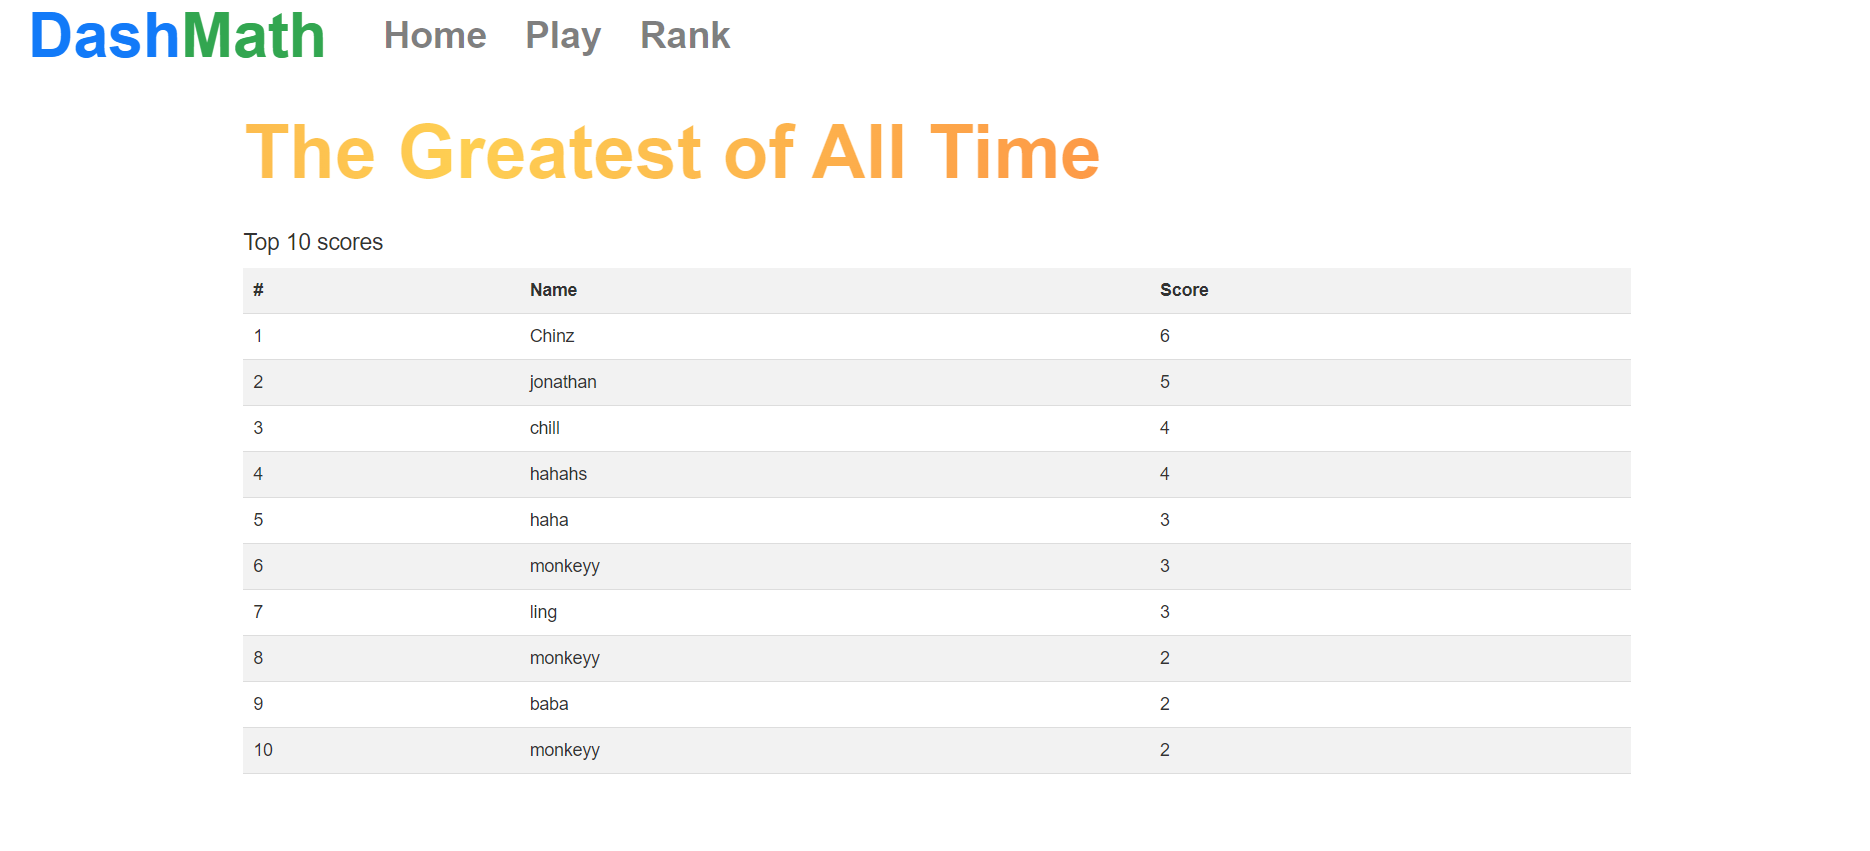 DashMath Home Play Rank
The Greatest of All Time
Top 10 scores
# Name Score
1 Chinz 6
2 jonathan 5
3 chill 4
4 hahahs 4
5 haha 3
6 monkeyy 3
7 ling 3
8 monkeyy 2
9 baba 2
10 monkeyy 2